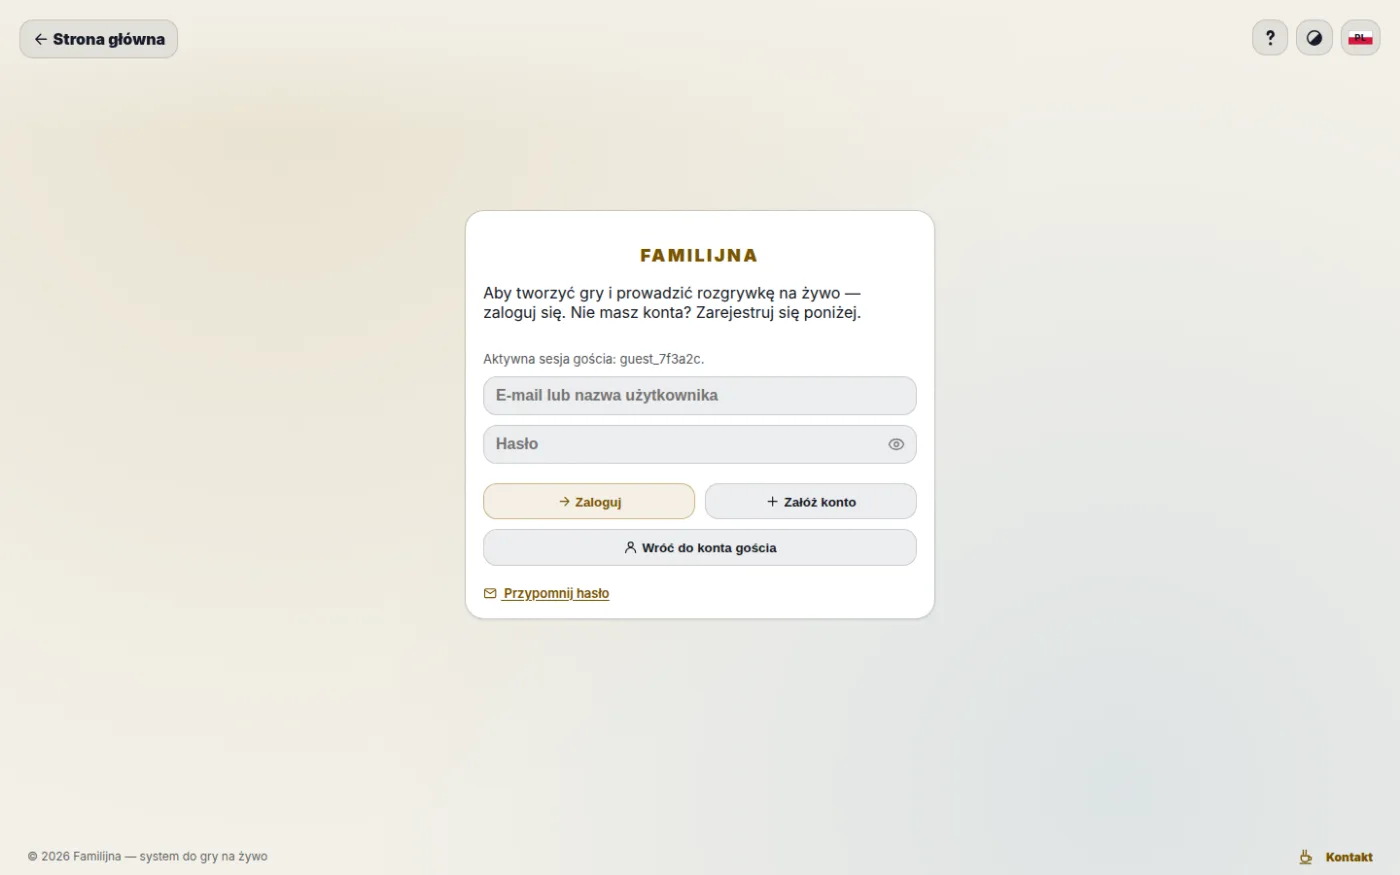 Strona główna
?
PL
FAMILIJNA
Aby tworzyć gry i prowadzić rozgrywkę na żywo —
zaloguj się. Nie masz konta? Zarejestruj się poniżej.
Aktywna sesja gościa: guest_7f3a2c.
E-mail lub nazwa użytkownika
Hasło
Zaloguj
Załóż konto
Wróć do konta gościa
Przypomnij hasło
© 2026 Familijna — system do gry na żywo
Kontakt